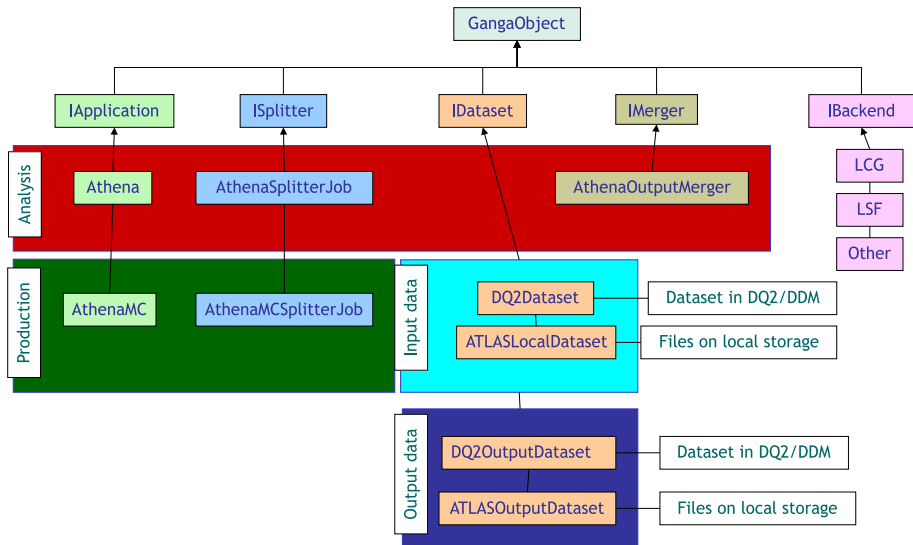 GangaObject
IApplication
ISplitter
IDataset
IMerger
IBackend
Analysis
Athena
AthenaSplitterJob
AthenaOutputMerger
LCG
LSF
Other
Production
AthenaMC
AthenaMCSplitterJob
Input data
DQ2Dataset
Dataset in DQ2/DDM
ATLASLocalDataset
Files on local storage
Output data
DQ2OutputDataset
Dataset in DQ2/DDM
ATLASOutputDataset
Files on local storage